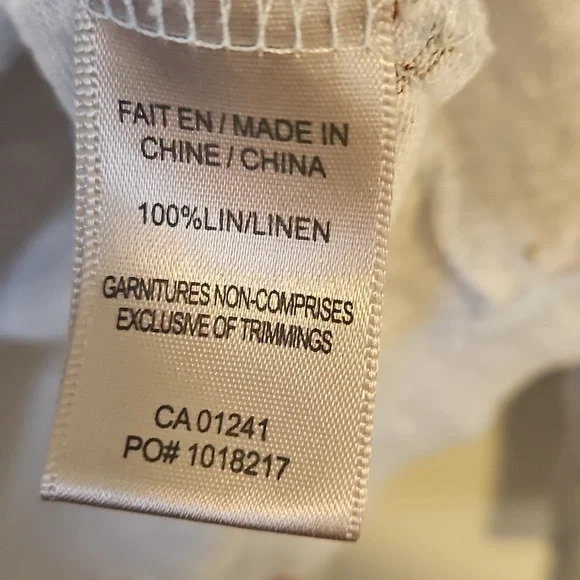 FAIT EN / MADE IN
CHINE / CHINA
100%LIN/LINEN
GARNITURES NON-COMPRISES
EXCLUSIVE OF TRIMMINGS
CA 01241
PO# 1018217